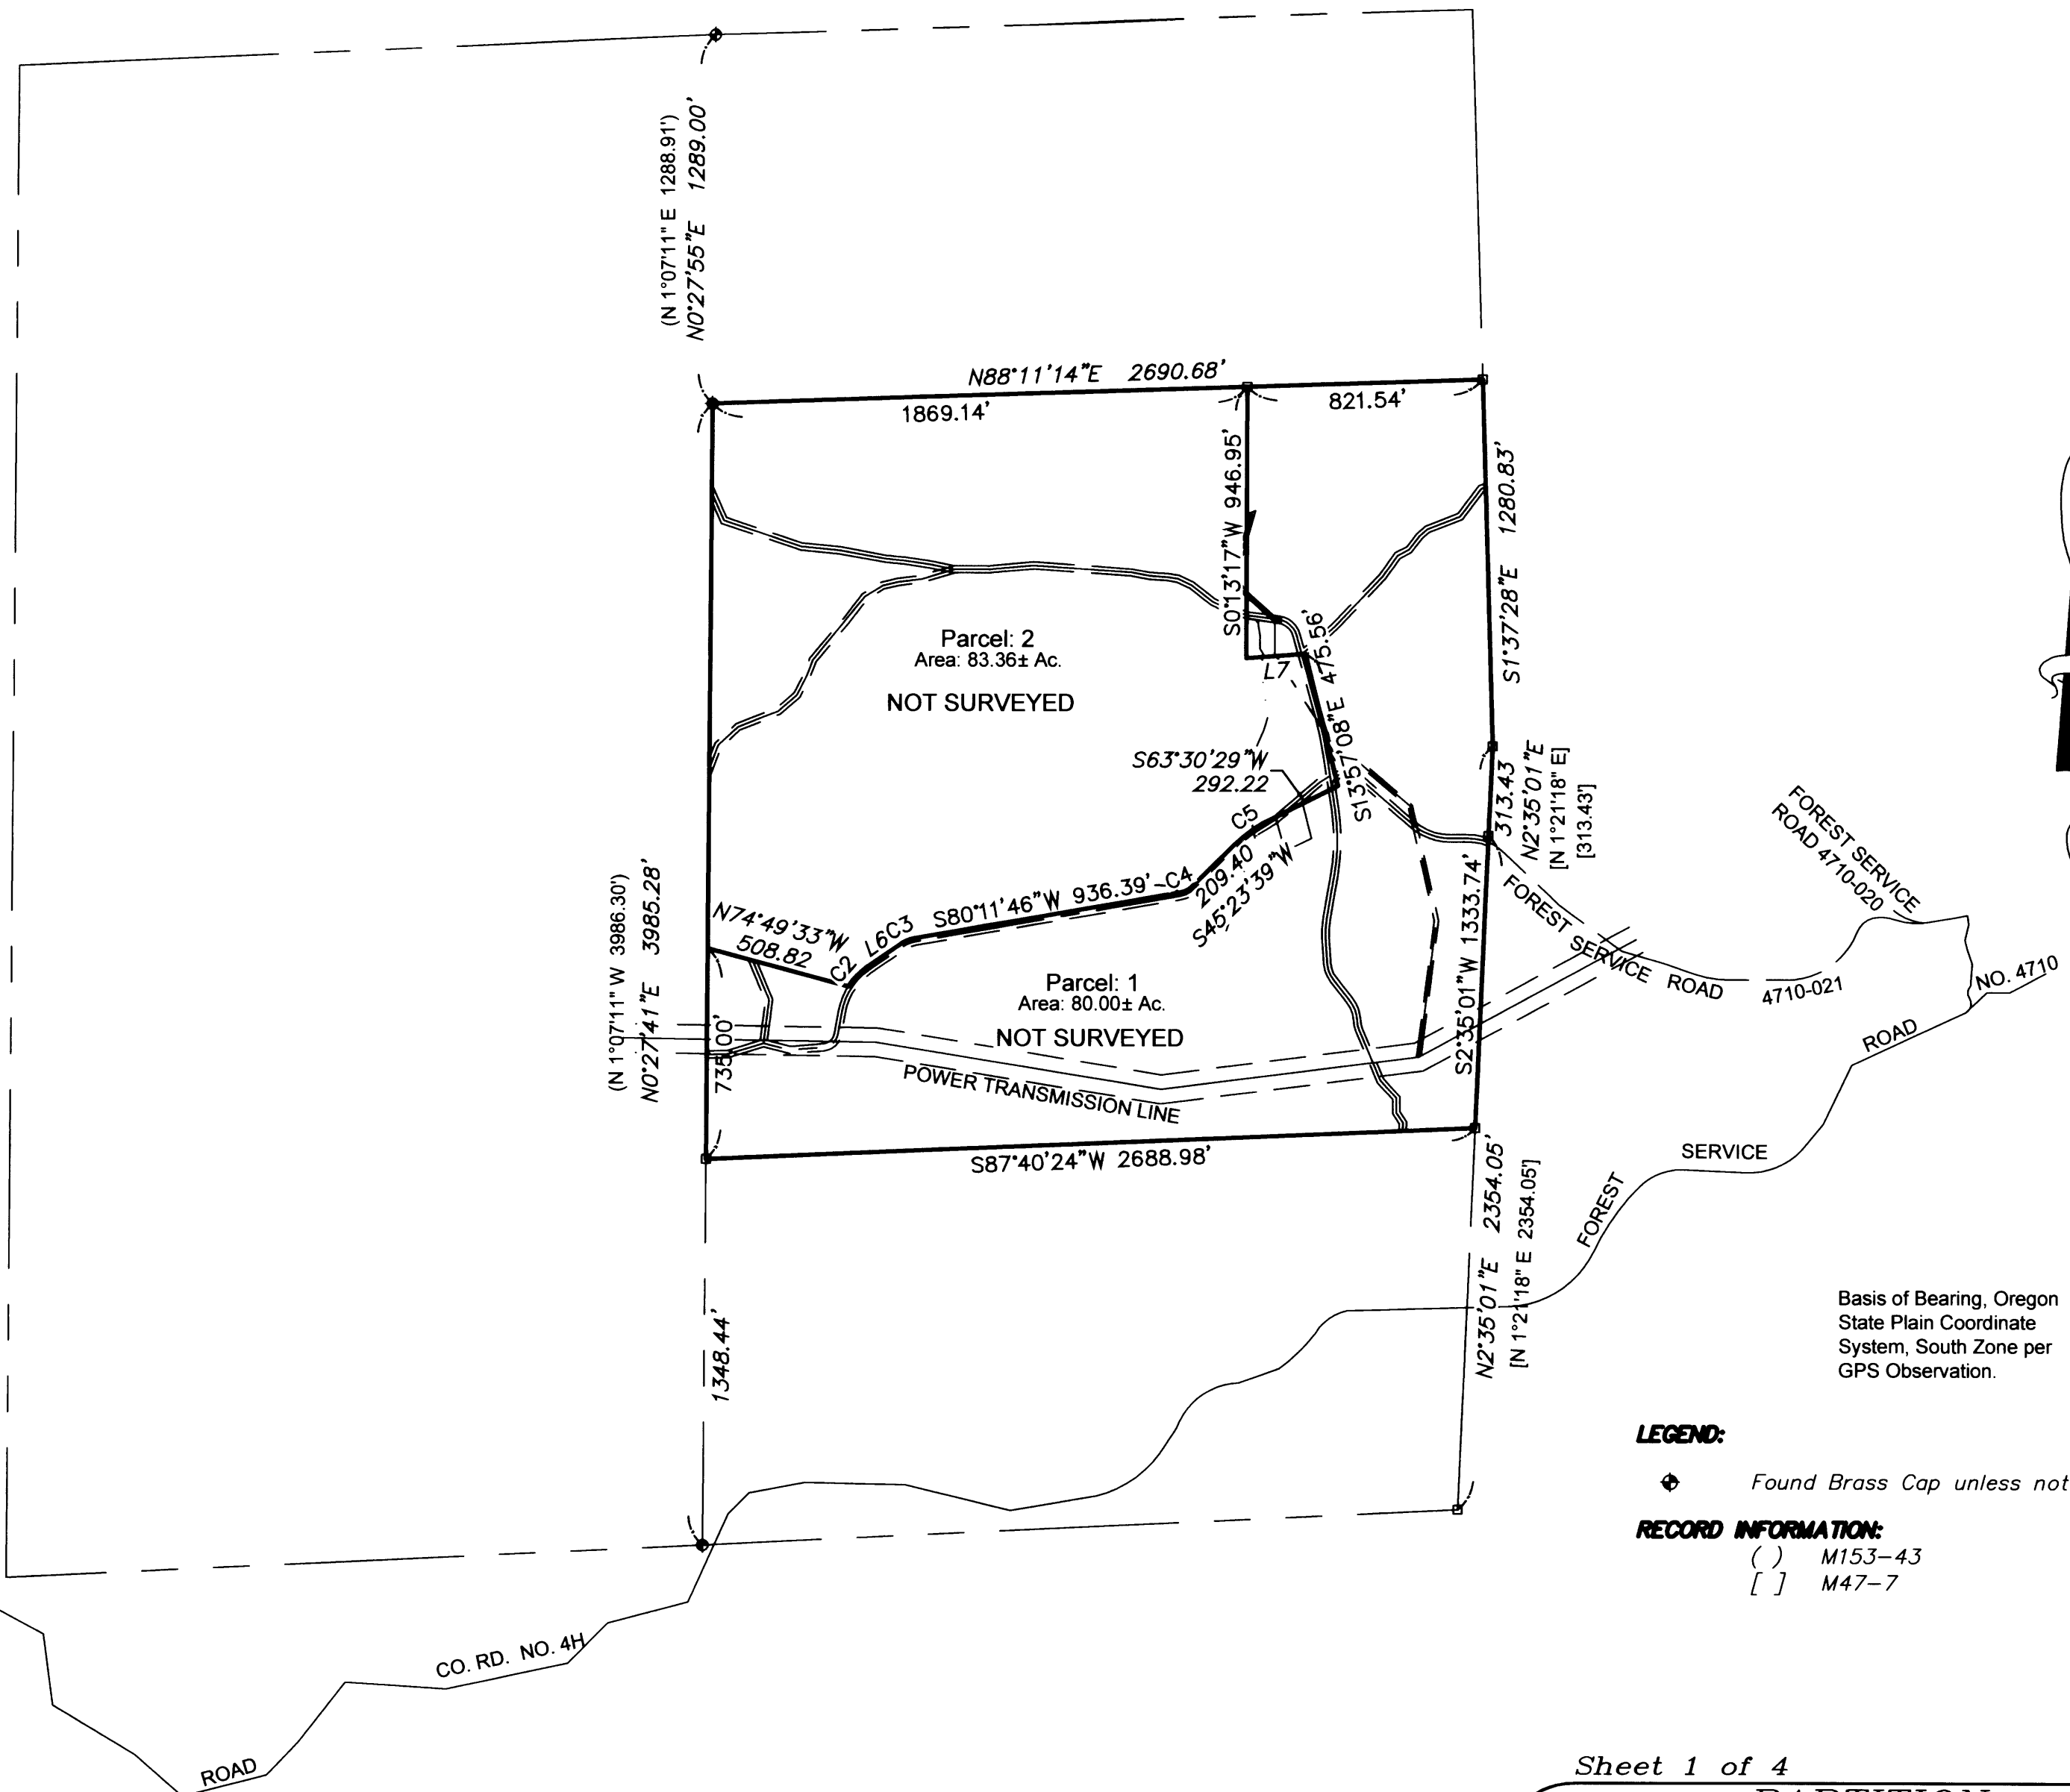 (N 1°07'11" E 1288.91')
N0°27'55"E 1289.00'
N88°11'14"E 2690.68'
1869.14'
821.54'
S0°13'17"W 946.95'
S1°37'28"E 1280.83'
Parcel: 2
Area: 83.36± Ac.
NOT SURVEYED
L7
S13°57'08"E 475.56'
S63°30'29"W
292.22
313.43
N2°35'01"E
[N 1°21'18" E]
[313.43']
FOREST SERVICE
ROAD 4710-020
C5
209.40
S45°23'39"W
C4
S80°11'46"W 936.39'
C3
L6
C2
N74°49'33"W
508.82
(N 1°07'11" W 3986.30')
N0°27'41"E 3985.28'
735.00'
Parcel: 1
Area: 80.00± Ac.
NOT SURVEYED
S2°35'01"W 1333.74'
FOREST SERVICE ROAD 4710-021
NO. 4710
ROAD
SERVICE
FOREST
POWER TRANSMISSION LINE
S87°40'24"W 2688.98'
N2°35'01"E 2354.05'
[N 1°21'18" E 2354.05']
1348.44'
Basis of Bearing, Oregon
State Plain Coordinate
System, South Zone per
GPS Observation.
LEGEND:
Found Brass Cap unless not
RECORD INFORMATION:
( ) M153-43
[ ] M47-7
CO. RD. NO. 4H
ROAD
Sheet 1 of 4